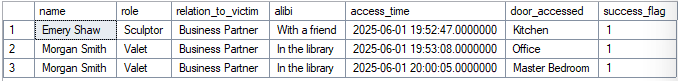 name role relation_to_victim alibi access_time door_accessed success_flag
1 Emery Shaw Sculptor Business Partner With a friend 2025-06-01 19:52:47.0000000 Kitchen 1
2 Morgan Smith Valet Business Partner In the library 2025-06-01 19:53:08.0000000 Office 1
3 Morgan Smith Valet Business Partner In the library 2025-06-01 20:00:05.0000000 Master Bedroom 1